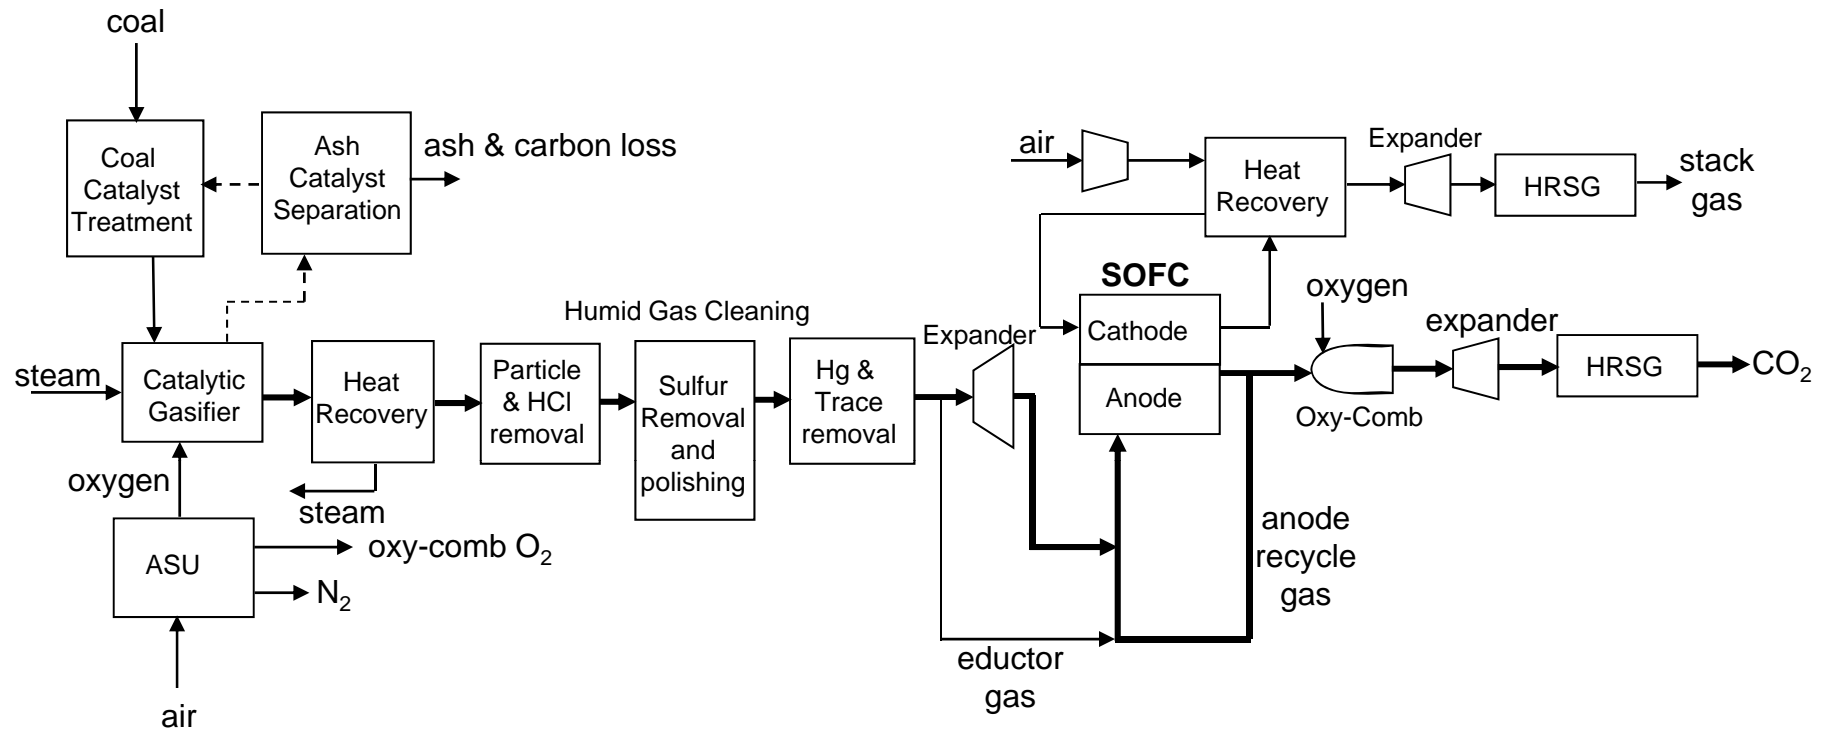 coal
Coal
Catalyst
Treatment
Ash
Catalyst
Separation
ash & carbon loss
steam
Catalytic
Gasifier
oxygen
ASU
oxy-comb O2
N2
air
Heat
Recovery
steam
Humid Gas Cleaning
Particle
& HCl
removal
Sulfur
Removal
and
polishing
Hg &
Trace
removal
Expander
eductor
gas
air
Heat
Recovery
Expander
HRSG
stack
gas
SOFC
Cathode
Anode
oxygen
Oxy-Comb
expander
HRSG
CO2
anode
recycle
gas